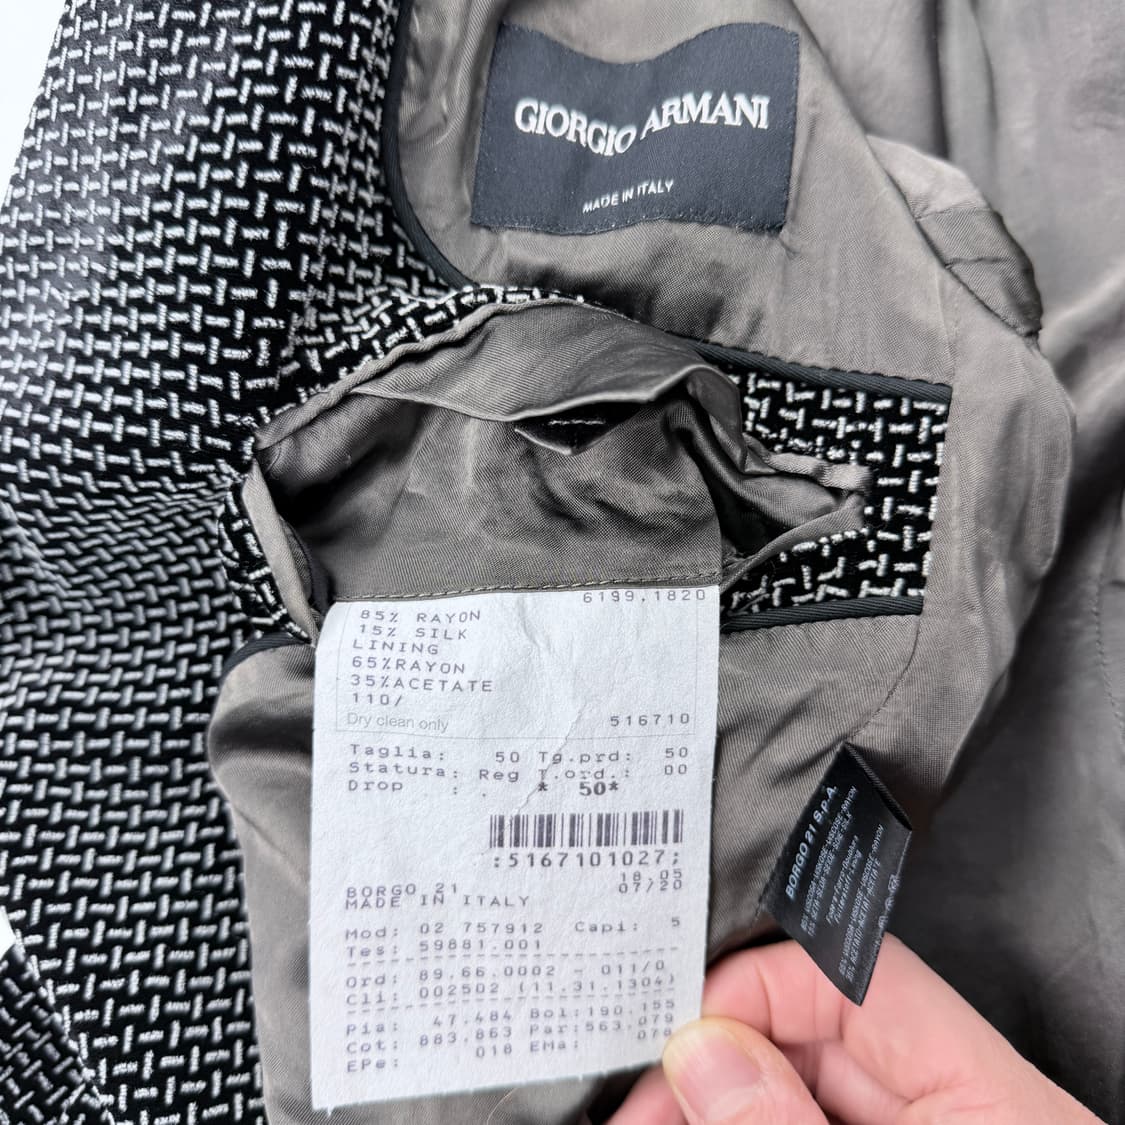 GIORGIO ARMANI
MADE IN ITALY
6199.1820
85% RAYON
15% SILK
LINING
65%RAYON
35%ACETATE
110/
Dry clean only 516710
Taglia: 50 Tg.prd: 50
Statura: Reg T.ord.: 00
Drop : . * 50*
:5167101027;
18.05
BORGO 21 07/20
MADE IN ITALY
Mod: 02 757912 Capi: 5
Tes: 59881.001
Ord: 89.66.0002 - 011/0
Cli: 002502 (11.31.1304)
Pia: 47.484 Bol:190.155
Cot: 883.863 Par:563.079
EPe: 018 EMa: 078
BORGO 21 S.P.A.